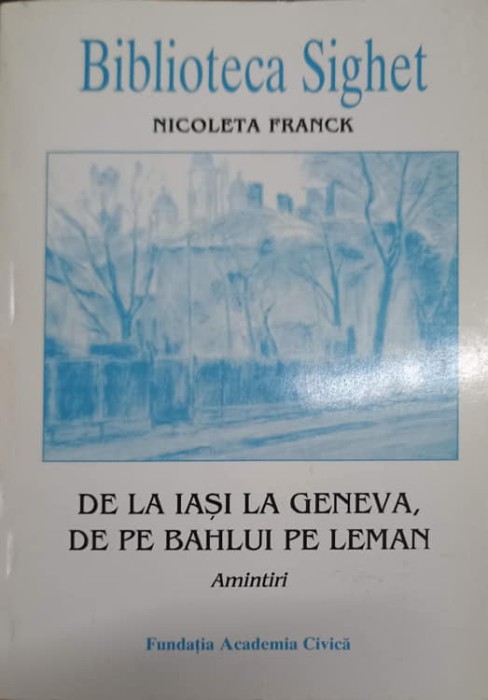 Biblioteca Sighet
NICOLETA FRANCK
DE LA IAȘI LA GENEVA,
DE PE BAHLUI PE LEMAN
Amintiri
Fundația Academia Civică